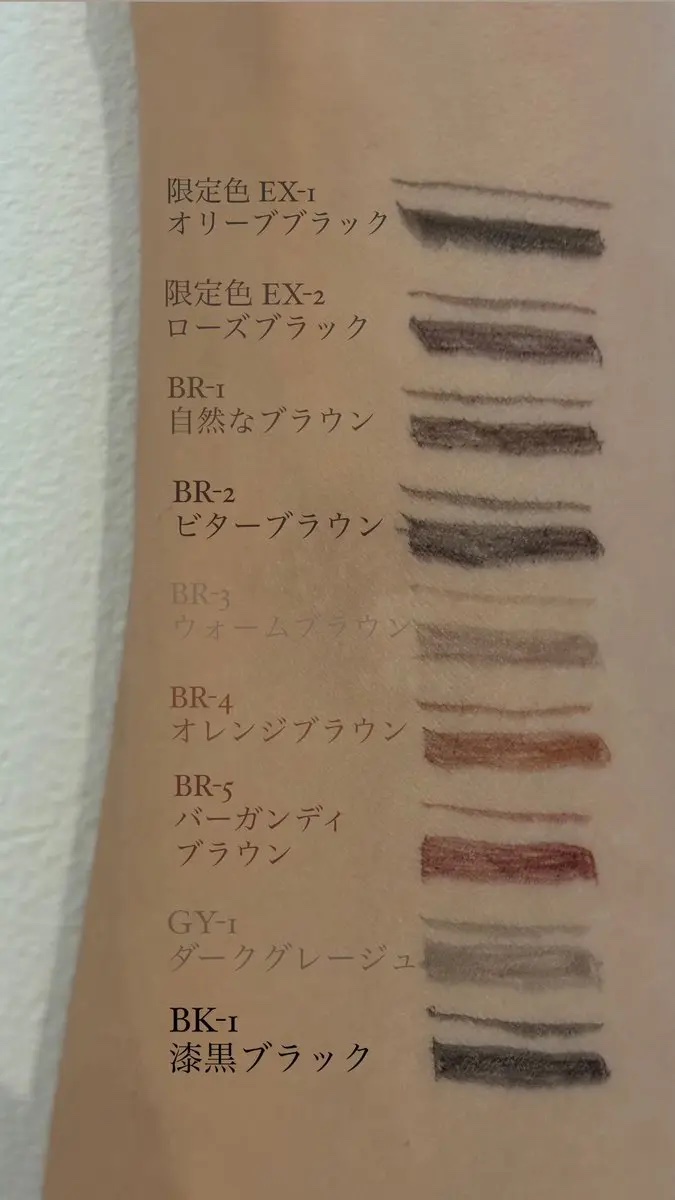 限定色 EX-1
オリーブブラック
限定色 EX-2
ローズブラック
BR-1
自然なブラウン
BR-2
ビターブラウン
BR-3
ウォームブラウン
BR-4
オレンジブラウン
BR-5
バーガンディ
ブラウン
GY-1
ダークグレージュ
BK-1
漆黒ブラック